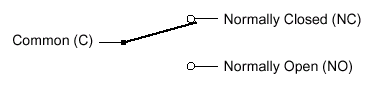 Normally Closed (NC)
Common (C)
Normally Open (NO)